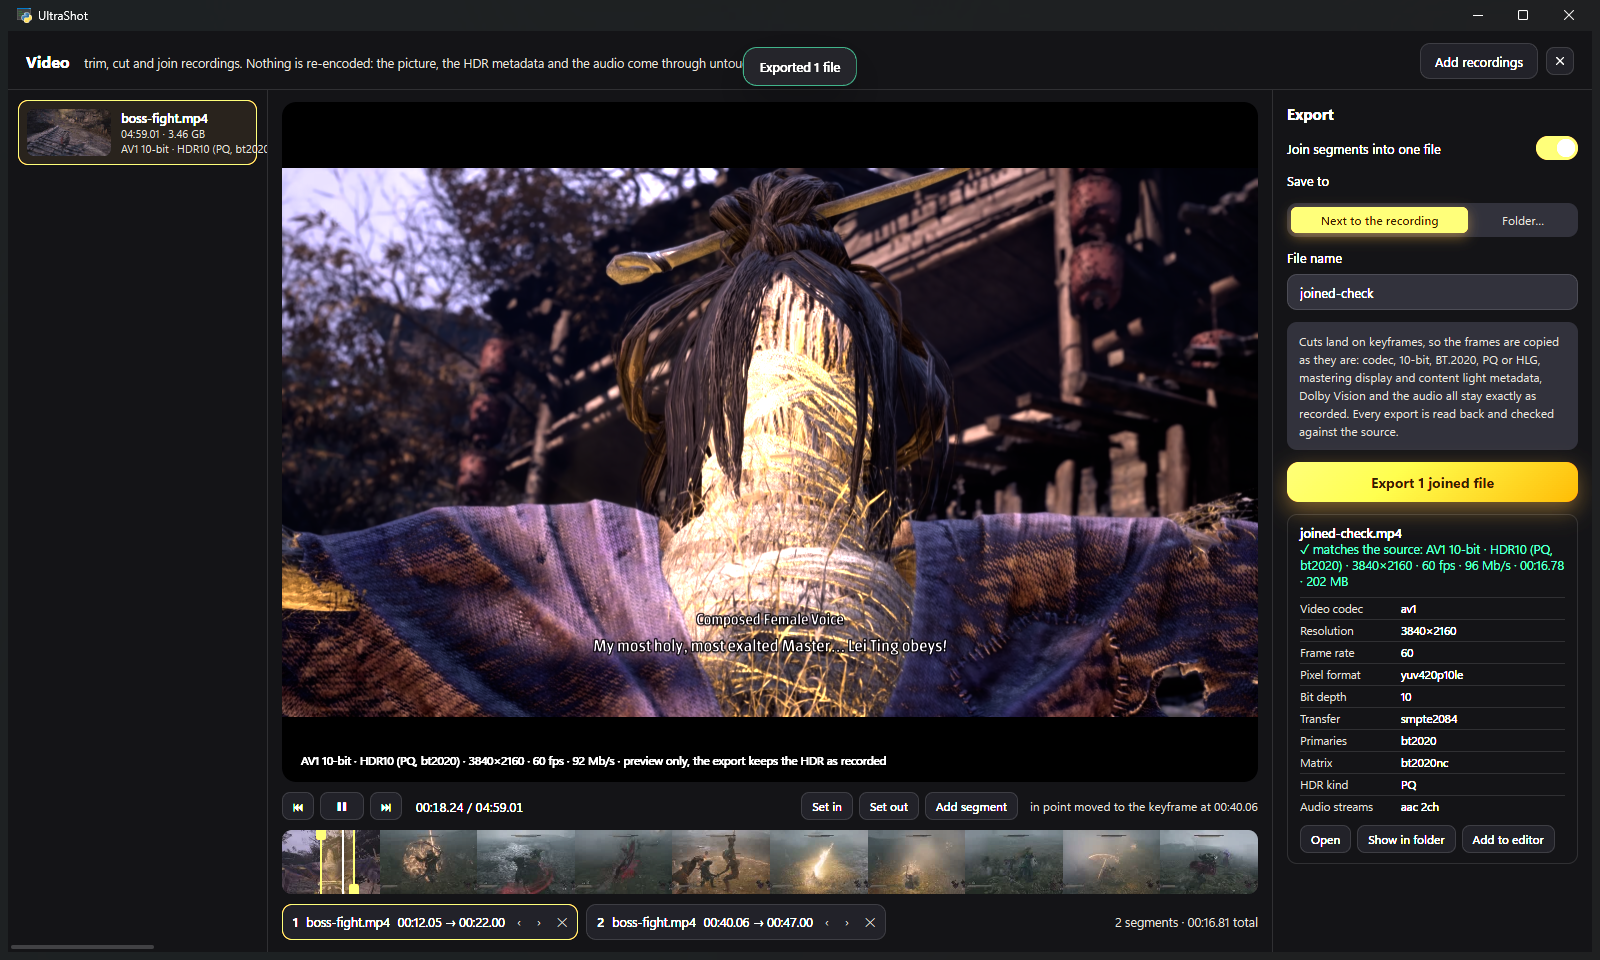 UltraShot
Video
trim, cut and join recordings. Nothing is re-encoded: the picture, the HDR metadata and the audio come through untou
Exported 1 file
Add recordings
boss-fight.mp4
04:59.01 · 3.46 GB
AV1 10-bit · HDR10 (PQ, bt2020
Composed Female Voice
My most holy, most exalted Master... Lei Ting obeys!
AV1 10-bit · HDR10 (PQ, bt2020) · 3840×2160 · 60 fps · 92 Mb/s · preview only, the export keeps the HDR as recorded
00:18.24 / 04:59.01
Set in
Set out
Add segment
in point moved to the keyframe at 00:40.06
1 boss-fight.mp4 00:12.05 → 00:22.00 ‹ › ×
2 boss-fight.mp4 00:40.06 → 00:47.00 ‹ › ×
2 segments · 00:16.81 total
Export
Join segments into one file
Save to
Next to the recording
Folder...
File name
joined-check
Cuts land on keyframes, so the frames are copied
as they are: codec, 10-bit, BT.2020, PQ or HLG,
mastering display and content light metadata,
Dolby Vision and the audio all stay exactly as
recorded. Every export is read back and checked
against the source.
Export 1 joined file
joined-check.mp4
✓ matches the source: AV1 10-bit · HDR10 (PQ,
bt2020) · 3840×2160 · 60 fps · 96 Mb/s · 00:16.78
· 202 MB
Video codec av1
Resolution 3840×2160
Frame rate 60
Pixel format yuv420p10le
Bit depth 10
Transfer smpte2084
Primaries bt2020
Matrix bt2020nc
HDR kind PQ
Audio streams aac 2ch
Open
Show in folder
Add to editor